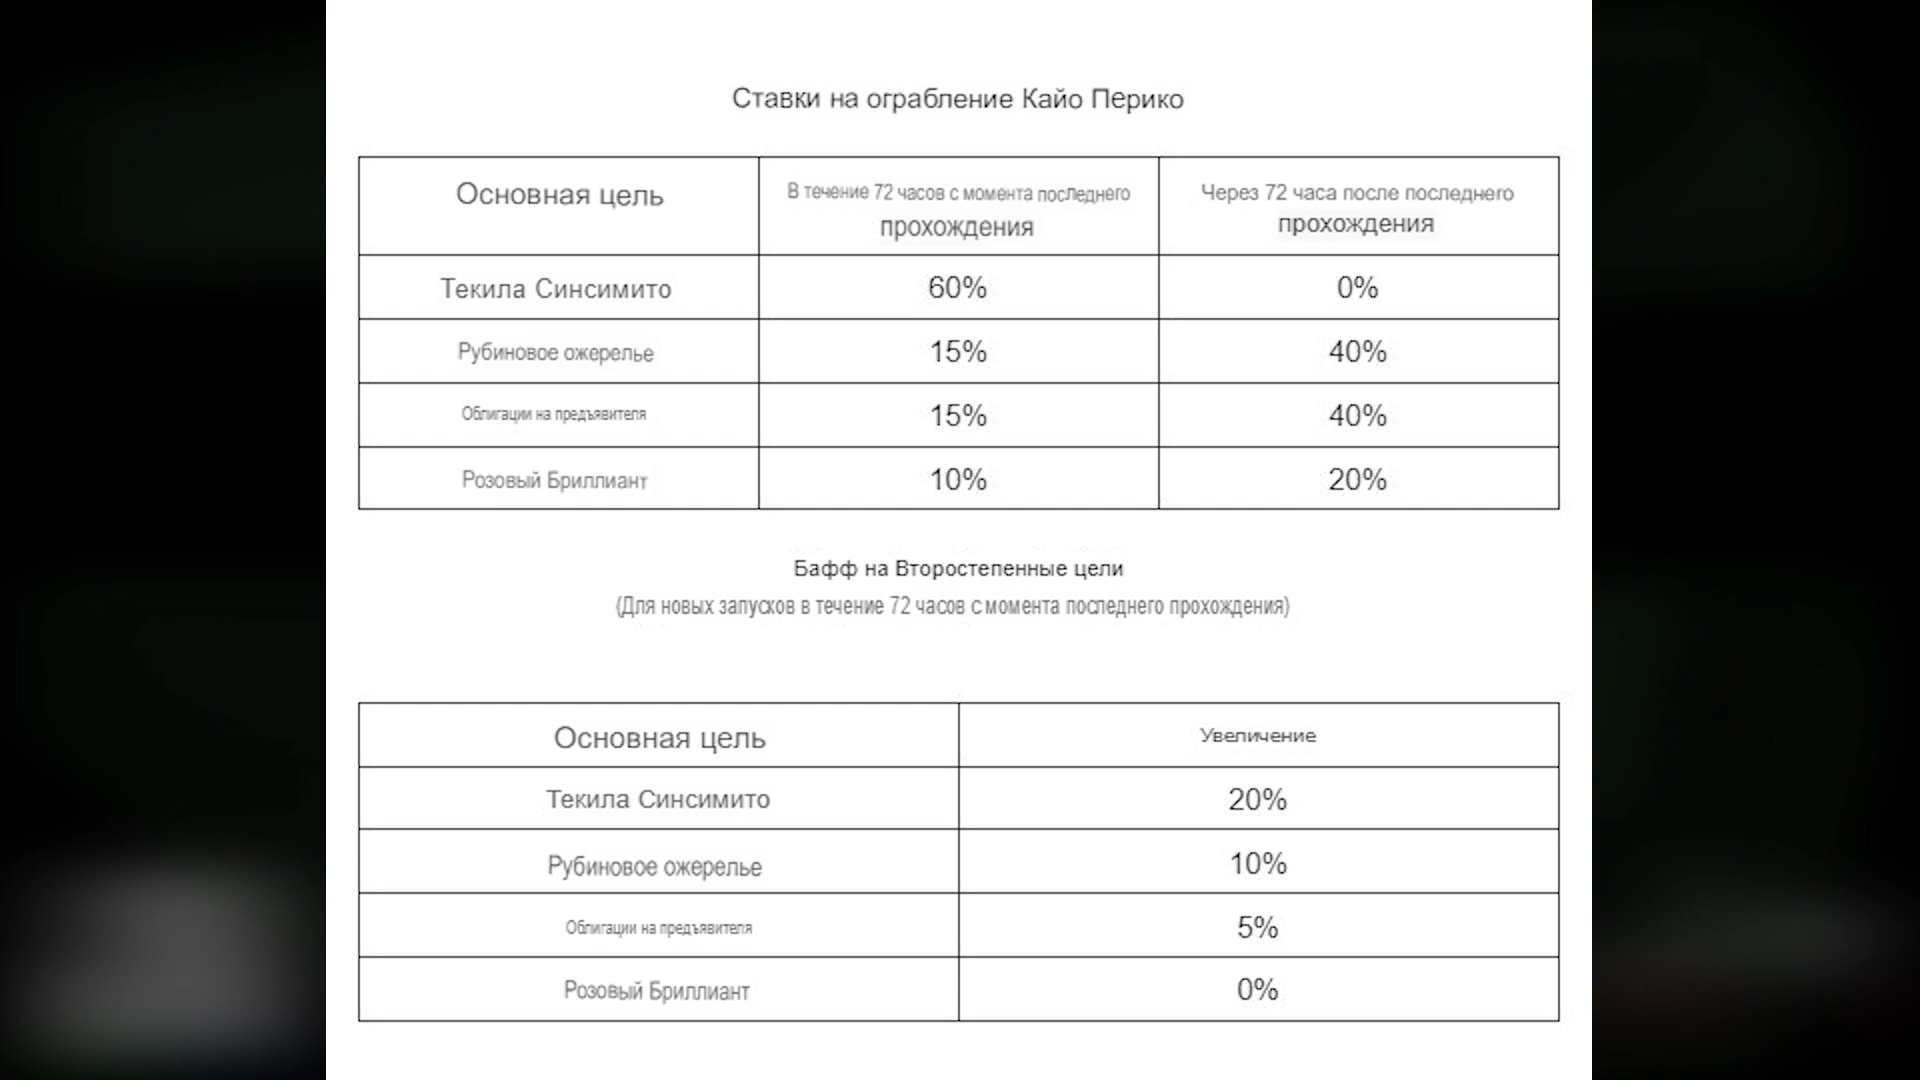 Ставки на ограбление Кайо Перико
Основная цель
В течение 72 часов с момента последнего
прохождения
Через 72 часа после последнего
прохождения
Текила Синсимито
60%
0%
Рубиновое ожерелье
15%
40%
Облигации на предъявителя
15%
40%
Розовый Бриллиант
10%
20%
Бафф на Второстепенные цели
(Для новых запусков в течение 72 часов с момента последнего прохождения)
Основная цель
Увеличение
Текила Синсимито
20%
Рубиновое ожерелье
10%
Облигации на предъявителя
5%
Розовый Бриллиант
0%